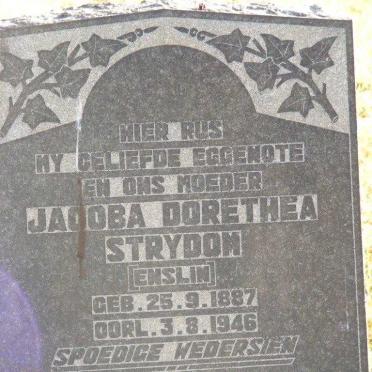 HIER RUS
MY GELIEFDE EGGENOTE
EN ONS MOEDER
JACOBA DORETHEA
STRYDOM
[ENSLIN]
GEB. 25.9.1887
OORL. 3.8.1946
SPOEDIGE WEDERSIEN